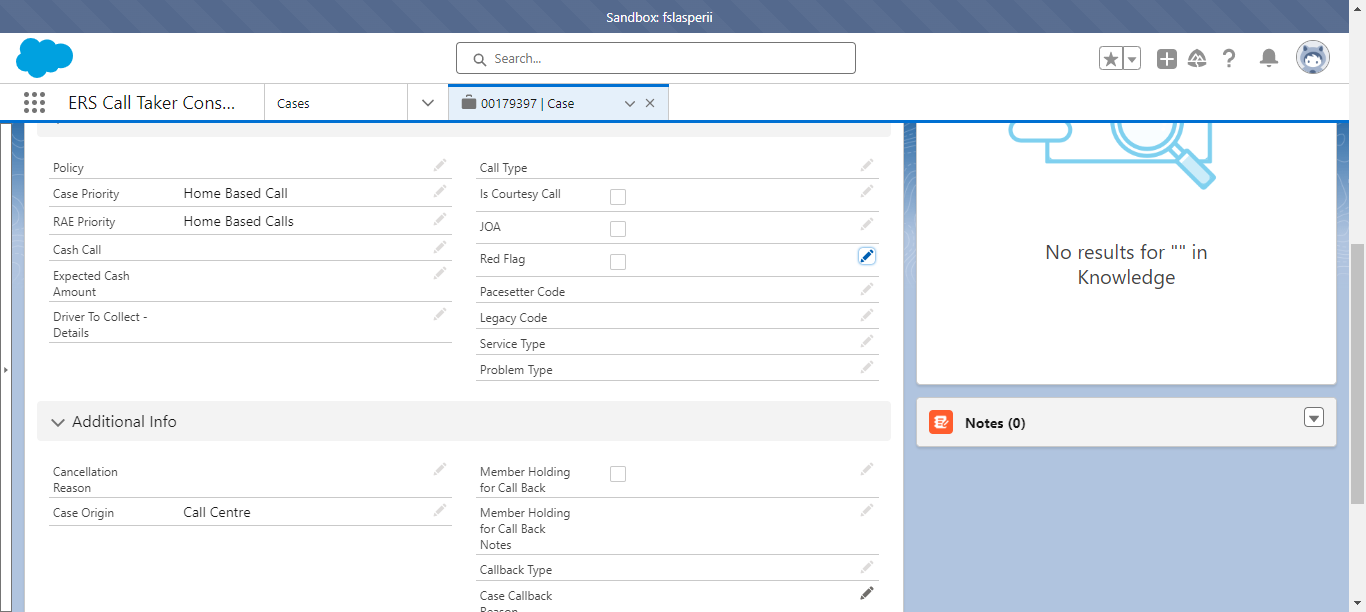 Sandbox: fslasperii
Search...
ERS Call Taker Cons...
Cases
00179397 | Case
Policy
Call Type
Case Priority
Home Based Call
Is Courtesy Call
RAE Priority
Home Based Calls
JOA
Cash Call
Red Flag
Expected Cash
Amount
Pacesetter Code
Driver To Collect -
Details
Legacy Code
Service Type
Problem Type
No results for "" in
Knowledge
Notes (0)
Additional Info
Cancellation
Reason
Member Holding
for Call Back
Case Origin
Call Centre
Member Holding
for Call Back
Notes
Callback Type
Case Callback
Reason